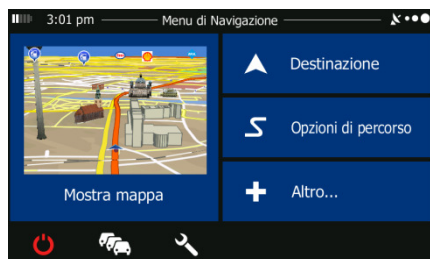 3:01 pm Menu di Navigazione
Destinazione
Opzioni di percorso
Mostra mappa
Altro...